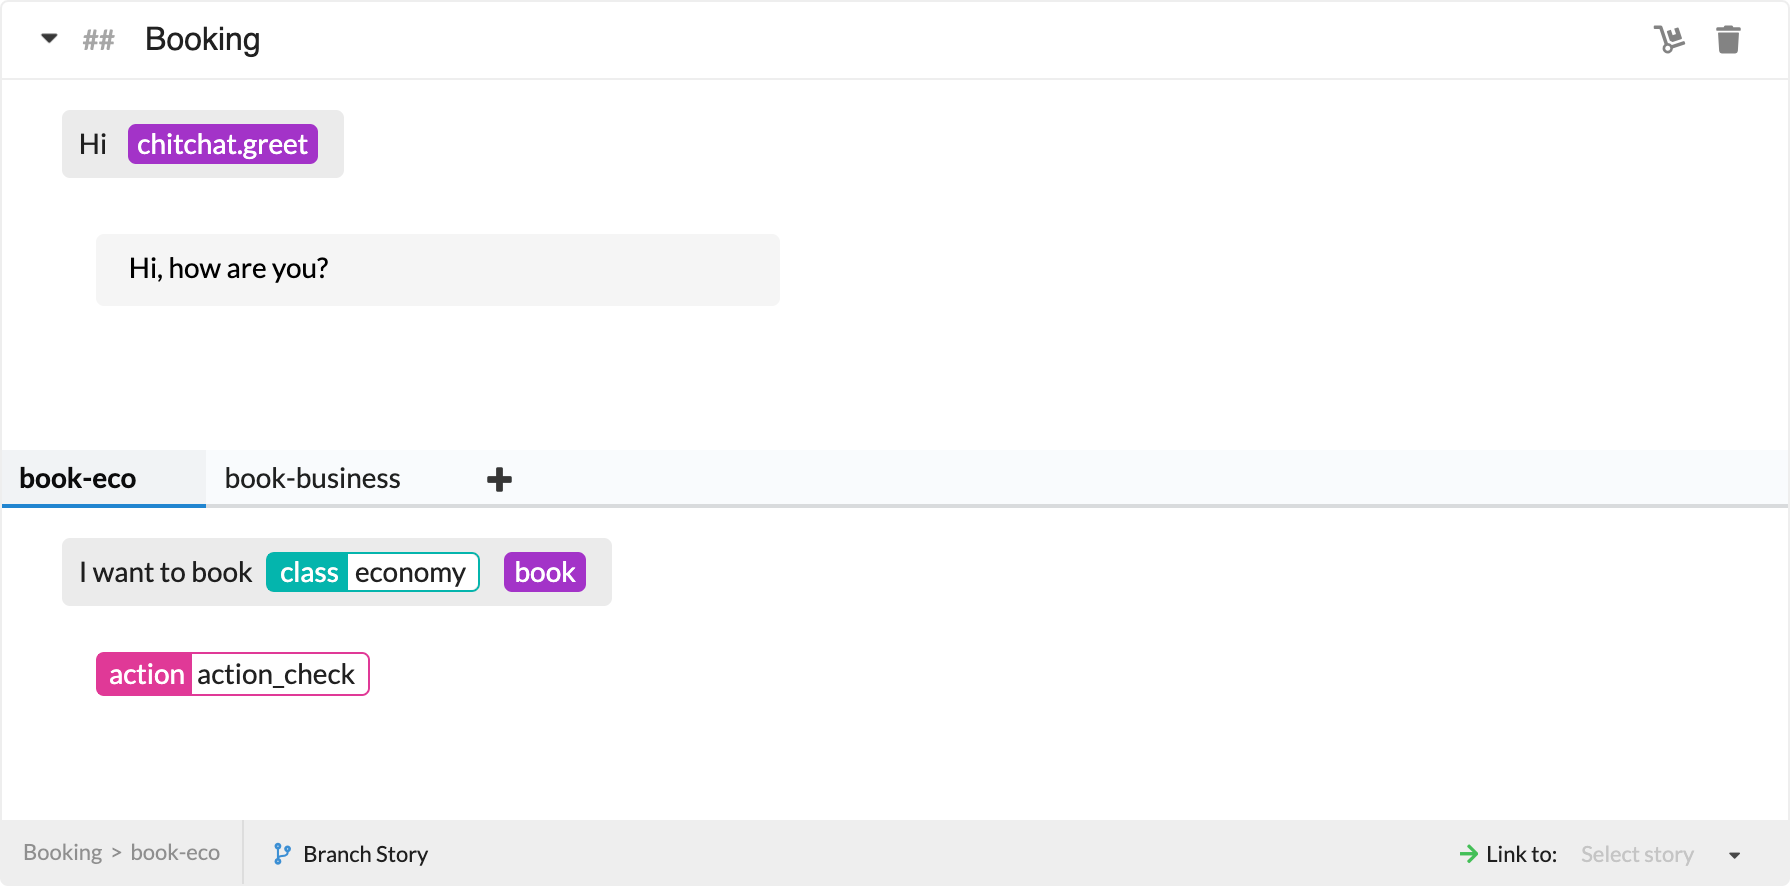 ## Booking
Hi chitchat.greet
Hi, how are you?
book-eco book-business
I want to book class economy book
action action_check
Booking > book-eco Branch Story Link to: Select story